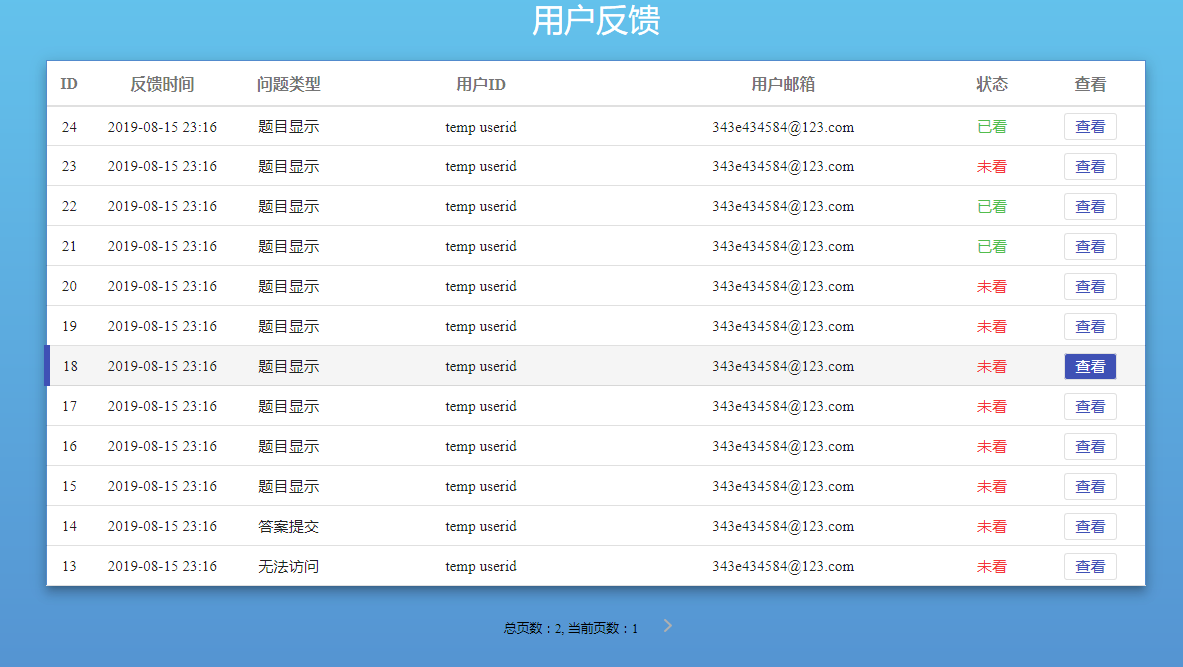 用户反馈
ID 反馈时间 问题类型 用户ID 用户邮箱 状态 查看
24 2019-08-15 23:16 题目显示 temp userid 343e434584@123.com 已看 查看
23 2019-08-15 23:16 题目显示 temp userid 343e434584@123.com 未看 查看
22 2019-08-15 23:16 题目显示 temp userid 343e434584@123.com 已看 查看
21 2019-08-15 23:16 题目显示 temp userid 343e434584@123.com 已看 查看
20 2019-08-15 23:16 题目显示 temp userid 343e434584@123.com 未看 查看
19 2019-08-15 23:16 题目显示 temp userid 343e434584@123.com 未看 查看
18 2019-08-15 23:16 题目显示 temp userid 343e434584@123.com 未看 查看
17 2019-08-15 23:16 题目显示 temp userid 343e434584@123.com 未看 查看
16 2019-08-15 23:16 题目显示 temp userid 343e434584@123.com 未看 查看
15 2019-08-15 23:16 题目显示 temp userid 343e434584@123.com 未看 查看
14 2019-08-15 23:16 答案提交 temp userid 343e434584@123.com 未看 查看
13 2019-08-15 23:16 无法访问 temp userid 343e434584@123.com 未看 查看
总页数：2, 当前页数：1